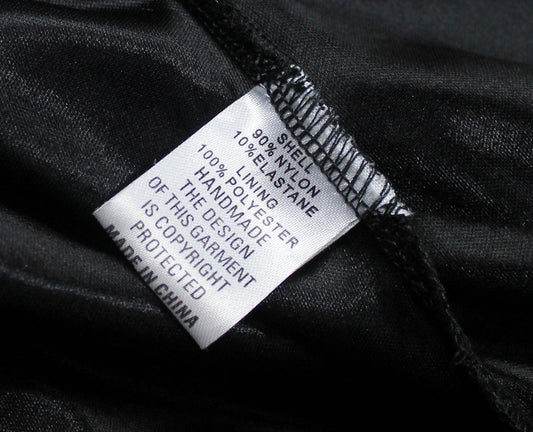 SHELL
90% NYLON
10% ELASTANE
LINING
100% POLYESTER
HANDMADE
THE DESIGN
OF THIS GARMENT
IS COPYRIGHT
PROTECTED
MADE IN CHINA